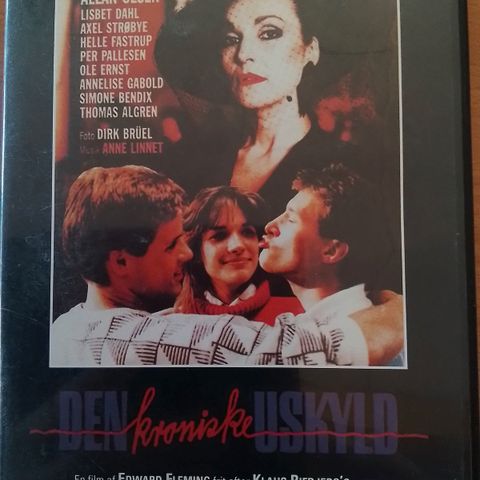 ALLAN OLSEN
LISBET DAHL
AXEL STRØBYE
HELLE FASTRUP
PER PALLESEN
OLE ERNST
ANNELISE GABOLD
SIMONE BENDIX
THOMAS ALGREN
Foto DIRK BRÜEL
Musik ANNE LINNET
DEN kroniske USKYLD
En film af EDWARD FLEMING frit efter KLAUS RIFBJERG's